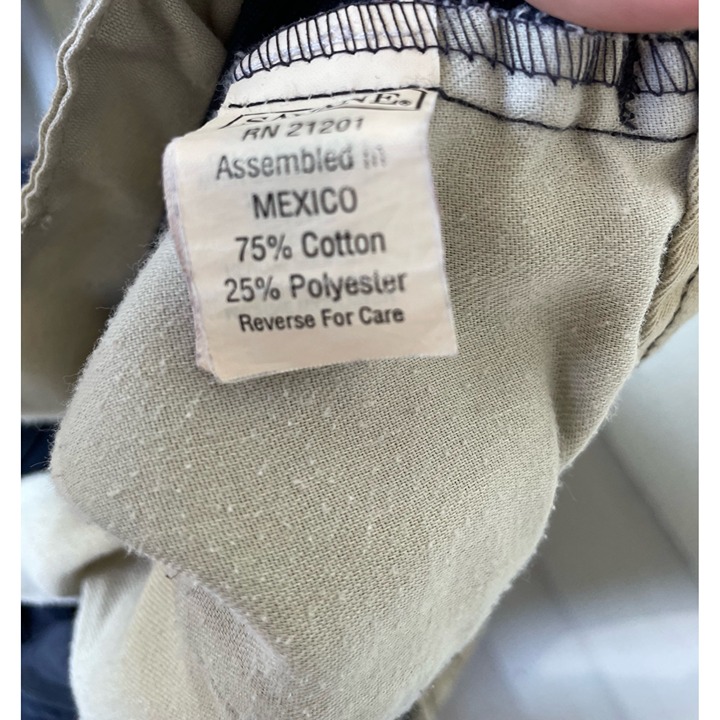 RN 21201
Assembled in
MEXICO
75% Cotton
25% Polyester
Reverse For Care